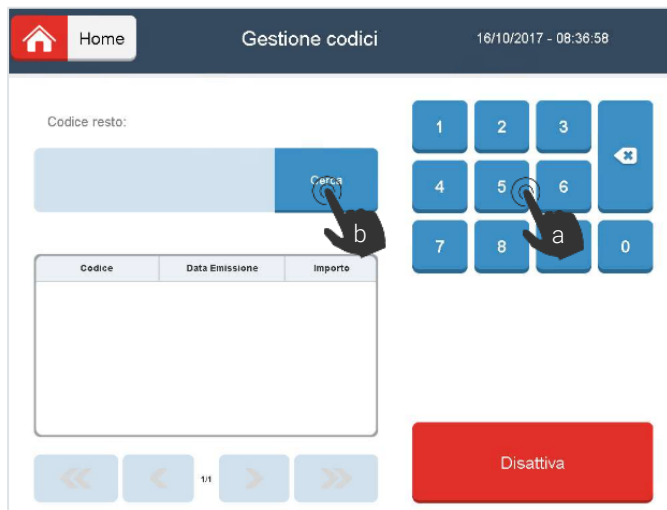 Home
Gestione codici
16/10/2017 - 08:36:58
Codice resto:
Cerca
b
1 2 3
4 5 6
a
7 8 0
Codice Data Emissione Importo
1/1
Disattiva